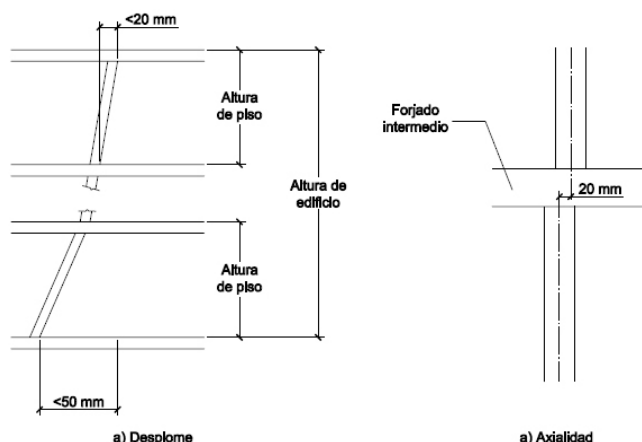 <20 mm
Altura
de piso
Altura de
edificio
Altura
de piso
<50 mm
a) Desplome
Forjado
intermedio
20 mm
a) Axialidad